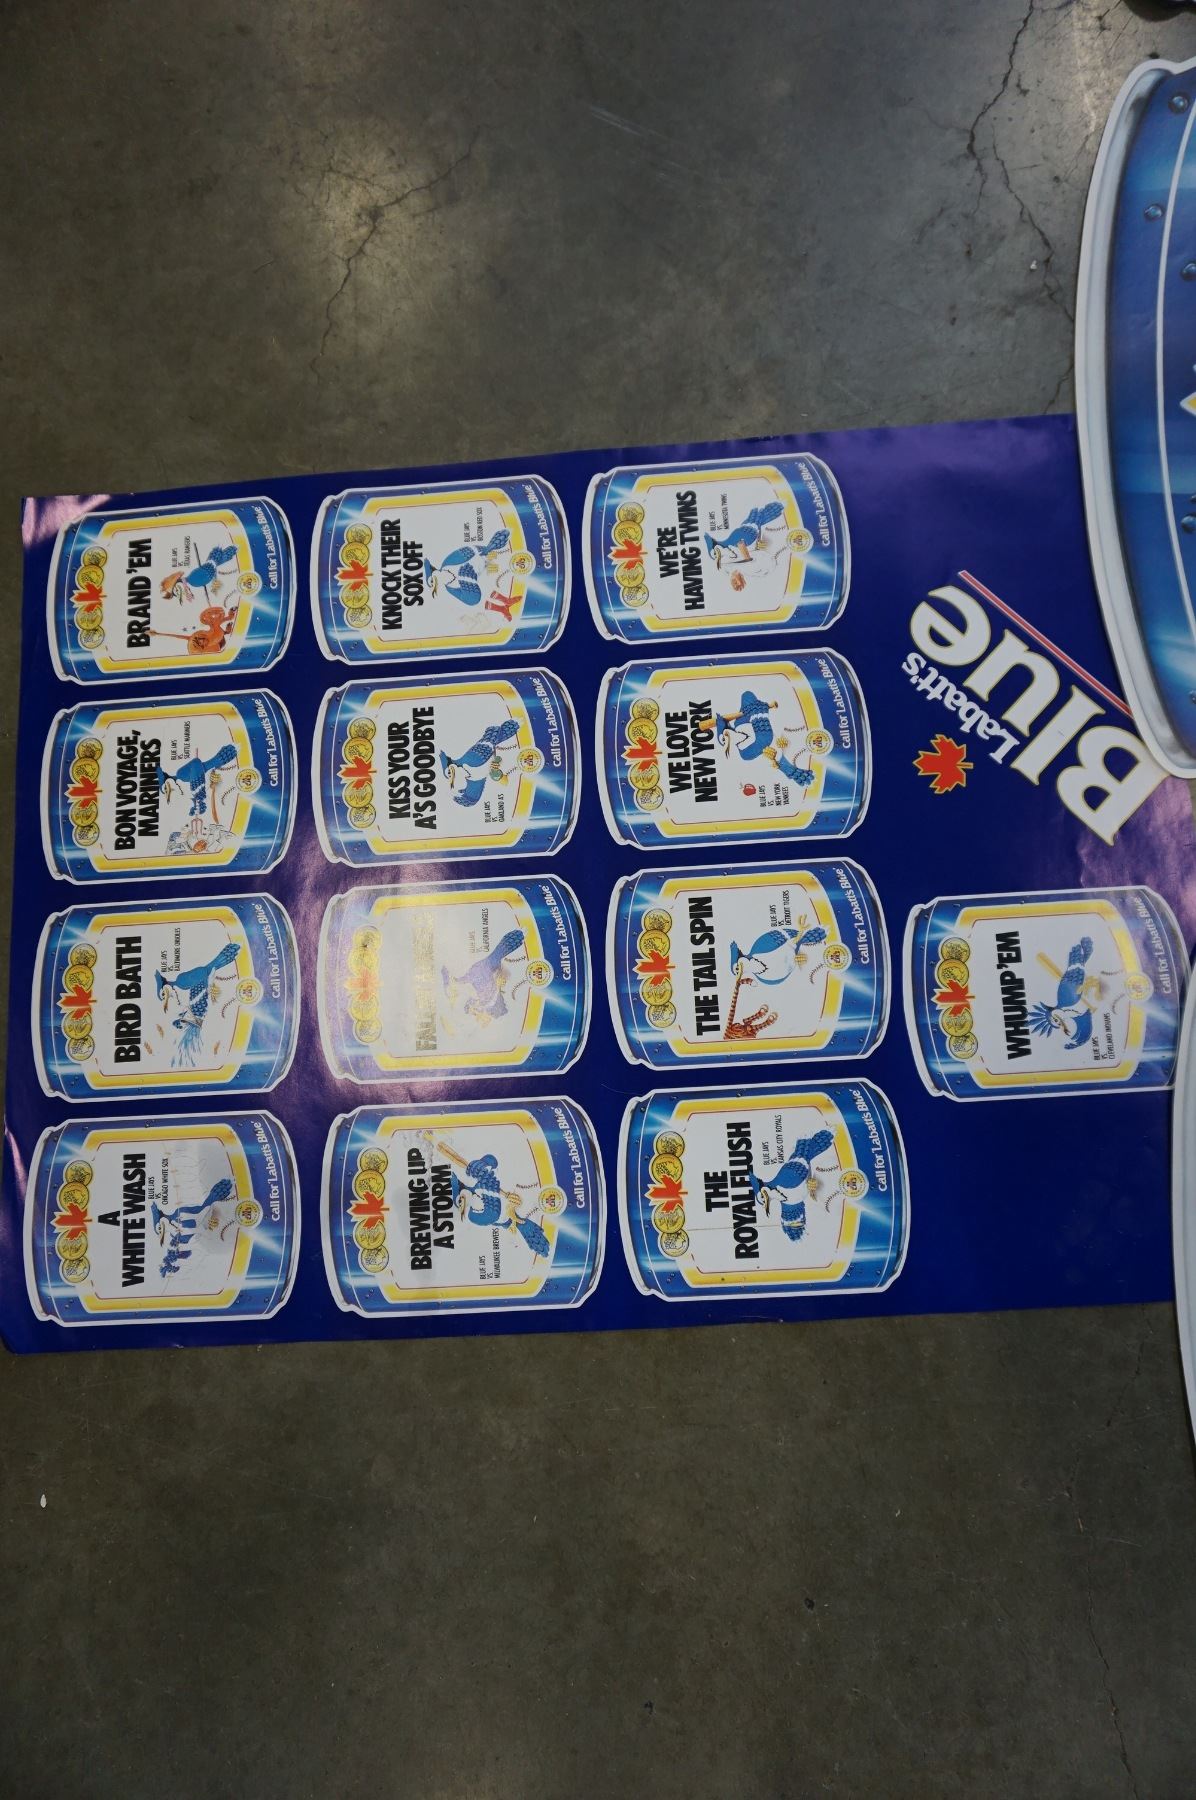 A
WHITE WASH
BLUE JAYS
VS.
CHICAGO WHITE SOX
Call for Labatt's Blue
BIRD BATH
BLUE JAYS
VS.
BALTIMORE ORIOLES
Call for Labatt's Blue
BON VOYAGE,
MARINERS
BLUE JAYS
VS.
SEATTLE MARINERS
Call for Labatt's Blue
BRAND 'EM
BLUE JAYS
VS.
TEXAS RANGERS
Call for Labatt's Blue
BREWING UP
A STORM
BLUE JAYS
VS.
MILWAUKEE BREWERS
Call for Labatt's Blue
BLUE JAYS
VS.
CALIFORNIA ANGELS
Call for Labatt's Blue
KISS YOUR
A'S GOODBYE
BLUE JAYS
VS.
OAKLAND A'S
Call for Labatt's Blue
KNOCK THEIR
SOX OFF
BLUE JAYS
VS.
BOSTON RED SOX
Call for Labatt's Blue
THE
ROYAL FLUSH
BLUE JAYS
VS.
KANSAS CITY ROYALS
Call for Labatt's Blue
THE TAIL SPIN
BLUE JAYS
VS.
DETROIT TIGERS
Call for Labatt's Blue
WE LOVE
NEW YORK
BLUE JAYS
VS.
NEW YORK
YANKEES
Call for Labatt's Blue
WE'RE
HAVING TWINS
BLUE JAYS
VS.
MINNESOTA TWINS
Call for Labatt's Blue
WHUMP 'EM
BLUE JAYS
VS.
CLEVELAND INDIANS
Call for Labatt's Blue
Labatt's
Blue